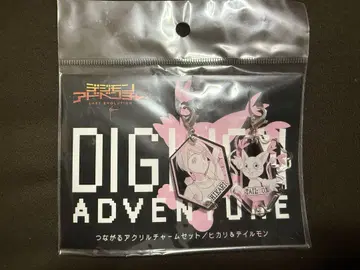 デジモン
アドベンチャー
LAST EVOLUTION
DIGIMON
ADVENTURE
HIKARI
つながるアクリルチャームセット/ヒカリ&テイルモン